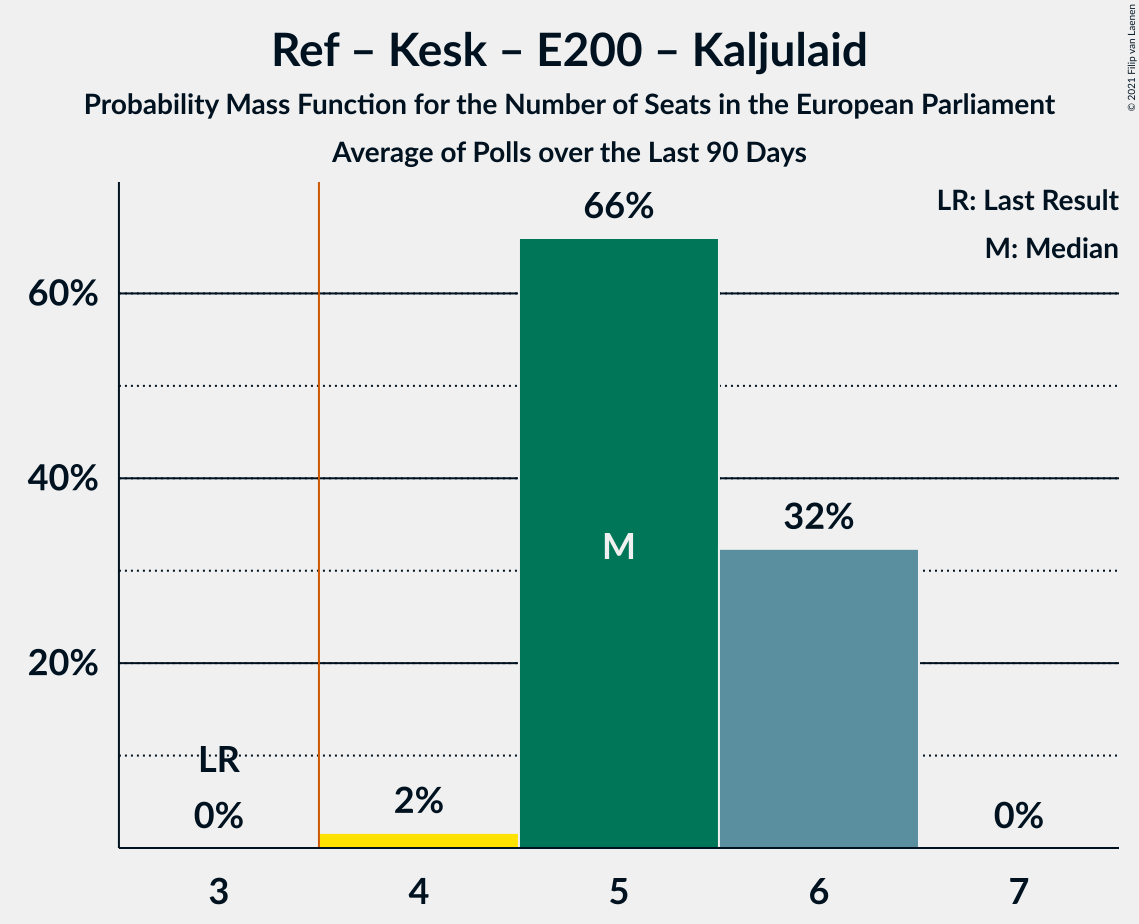 Ref – Kesk – E200 – Kaljulaid
Probability Mass Function for the Number of Seats in the European Parliament
Average of Polls over the Last 90 Days
© 2021 Filip van Laenen
LR: Last Result
M: Median
66%
60%
40%
32%
M
20%
LR
0%
2%
0%
3 4 5 6 7